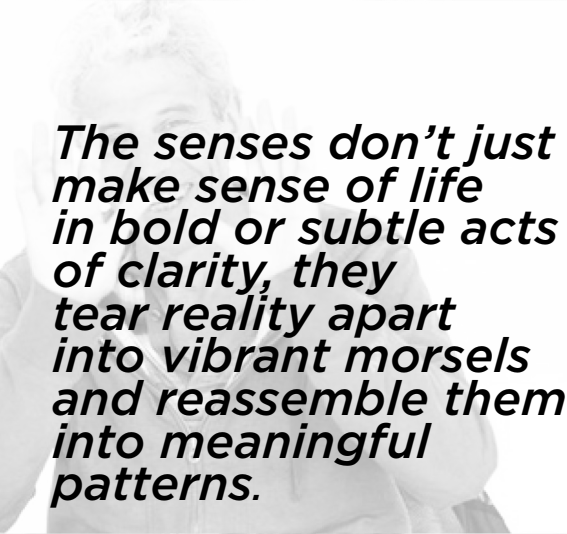 The senses don’t just
make sense of life
in bold or subtle acts
of clarity, they
tear reality apart
into vibrant morsels
and reassemble them
into meaningful
patterns.